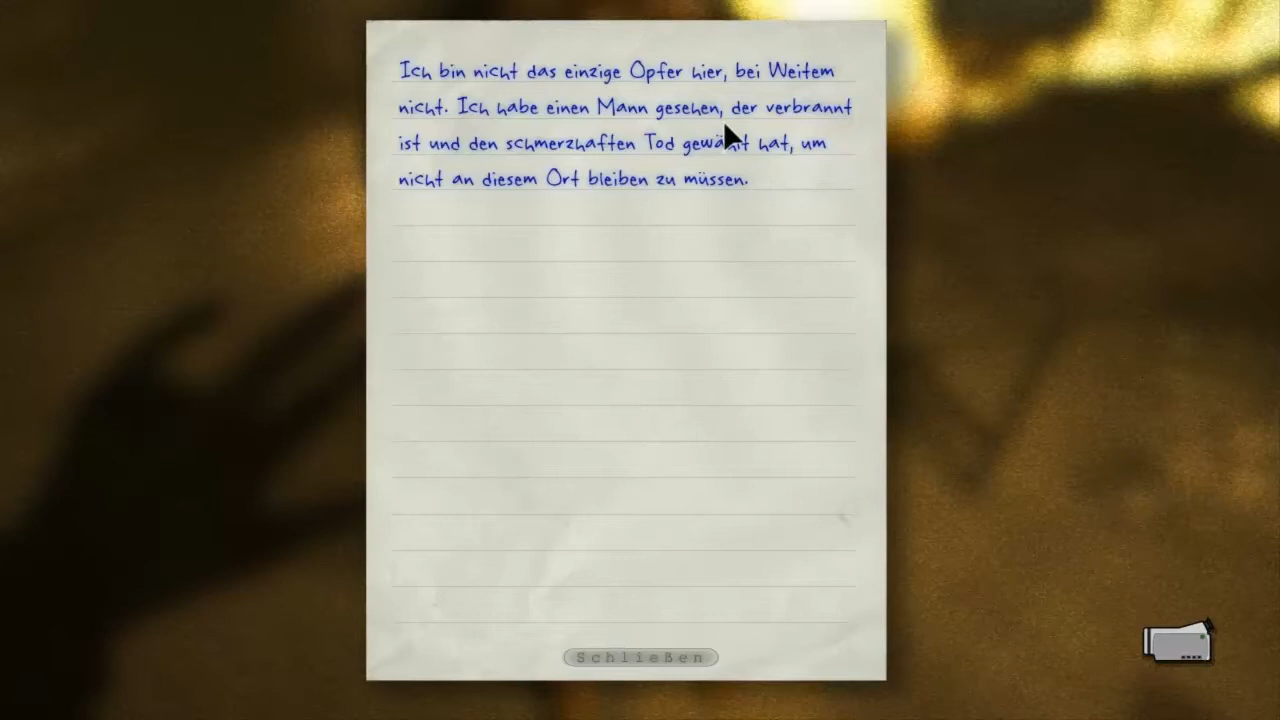 Ich bin nicht das einzige Opfer hier, bei Weitem
nicht. Ich habe einen Mann gesehen, der verbrannt
ist und den schmerzhaften Tod gewählt hat, um
nicht an diesem Ort bleiben zu müssen.
Schließen